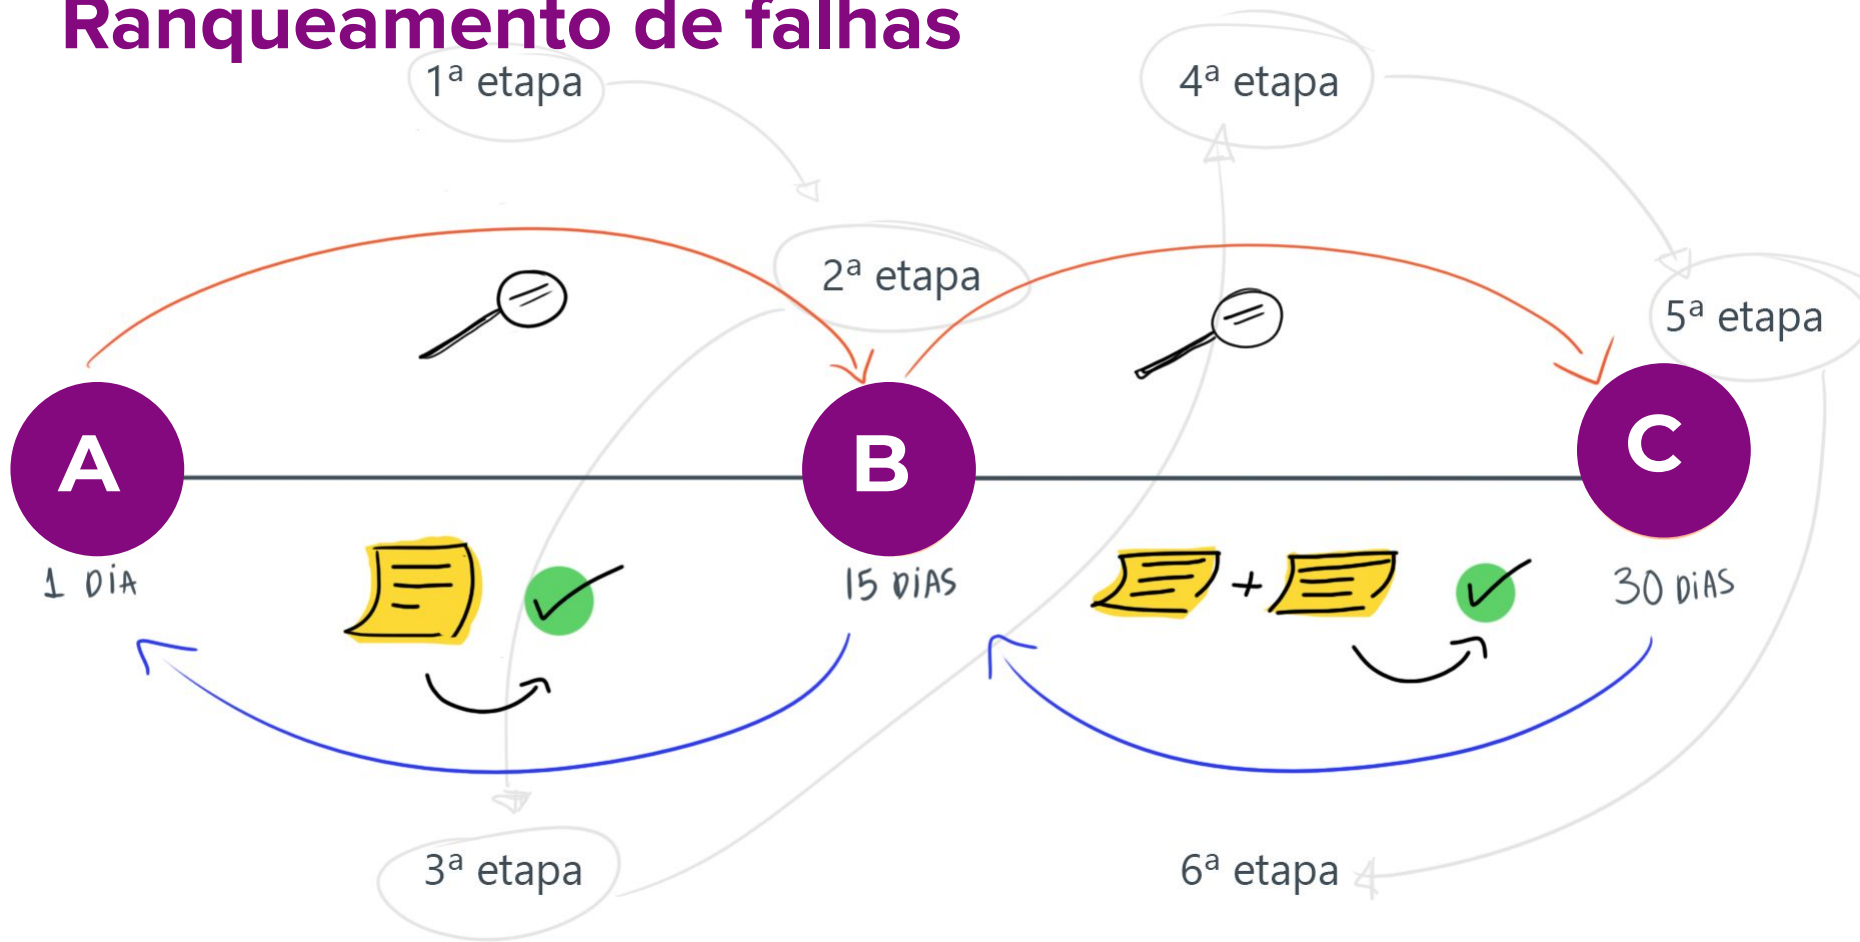 Ranqueamento de falhas
1ª etapa
4ª etapa
2ª etapa
5ª etapa
A
B
C
1 DIA
15 DIAS
+
30 DIAS
3ª etapa
6ª etapa